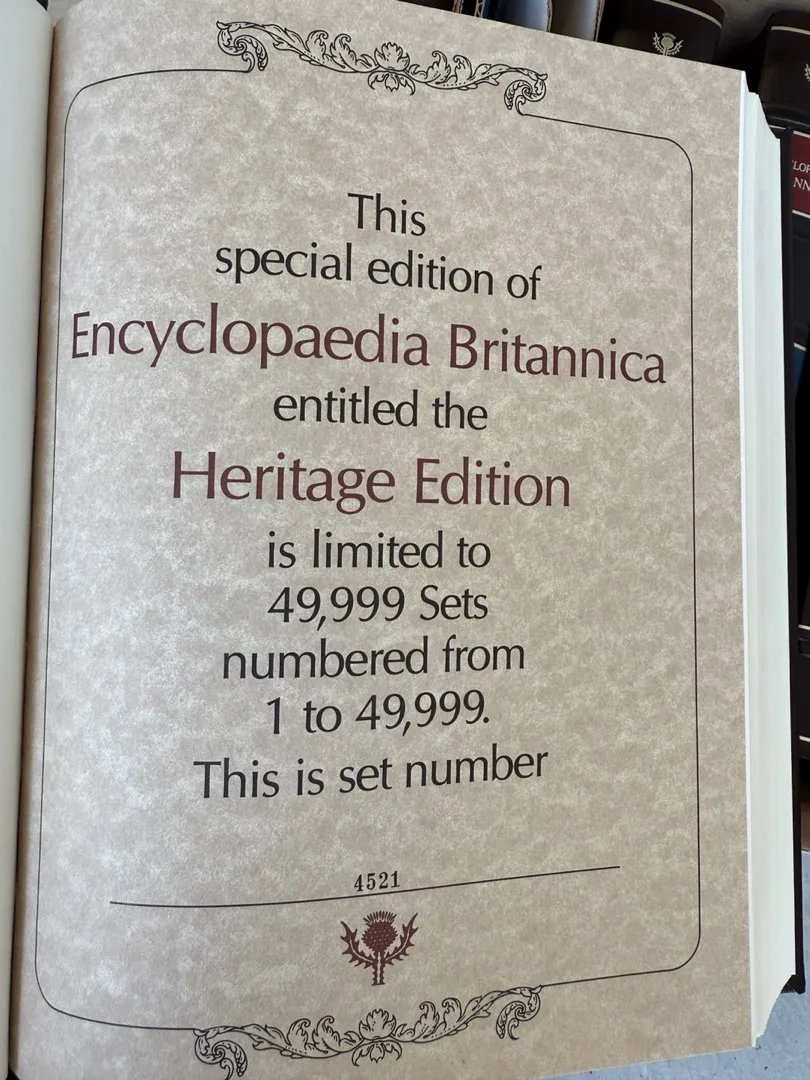 This
special edition of
Encyclopaedia Britannica
entitled the
Heritage Edition
is limited to
49,999 Sets
numbered from
1 to 49,999.
This is set number
4521